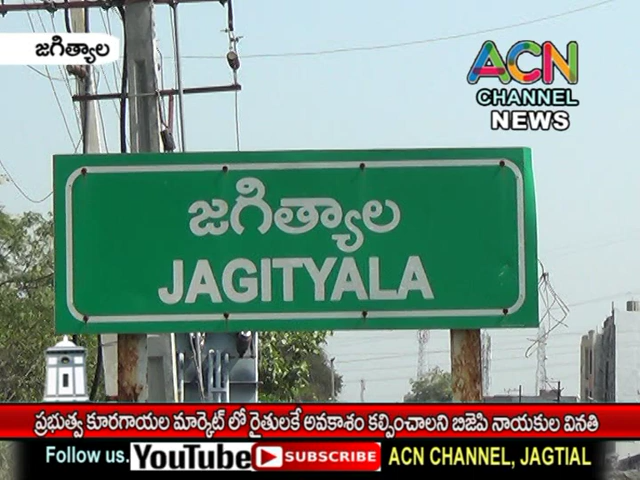 జగిత్యాల
ACN
CHANNEL
NEWS
జగిత్యాల
JAGITYALA
ప్రభుత్వ కూరగాయల మార్కెట్ లో రైతులకే అవకాశం కల్పించాలని బిజెపి నాయకుల వినతి
Follow us. YouTube SUBSCRIBE ACN CHANNEL, JAGTIAL